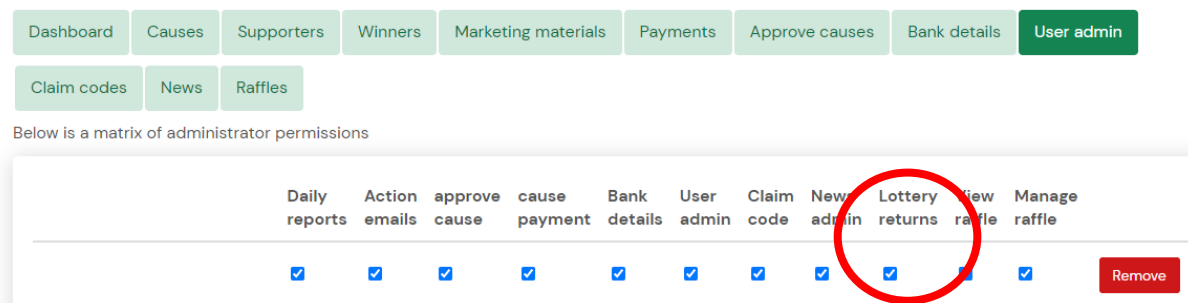 Dashboard Causes Supporters Winners Marketing materials Payments Approve causes Bank details User admin
Claim codes News Raffles
Below is a matrix of administrator permissions
Daily Action approve cause Bank User Claim News Lottery View Manage
reports emails cause payment details admin code admin returns raffle raffle
Remove